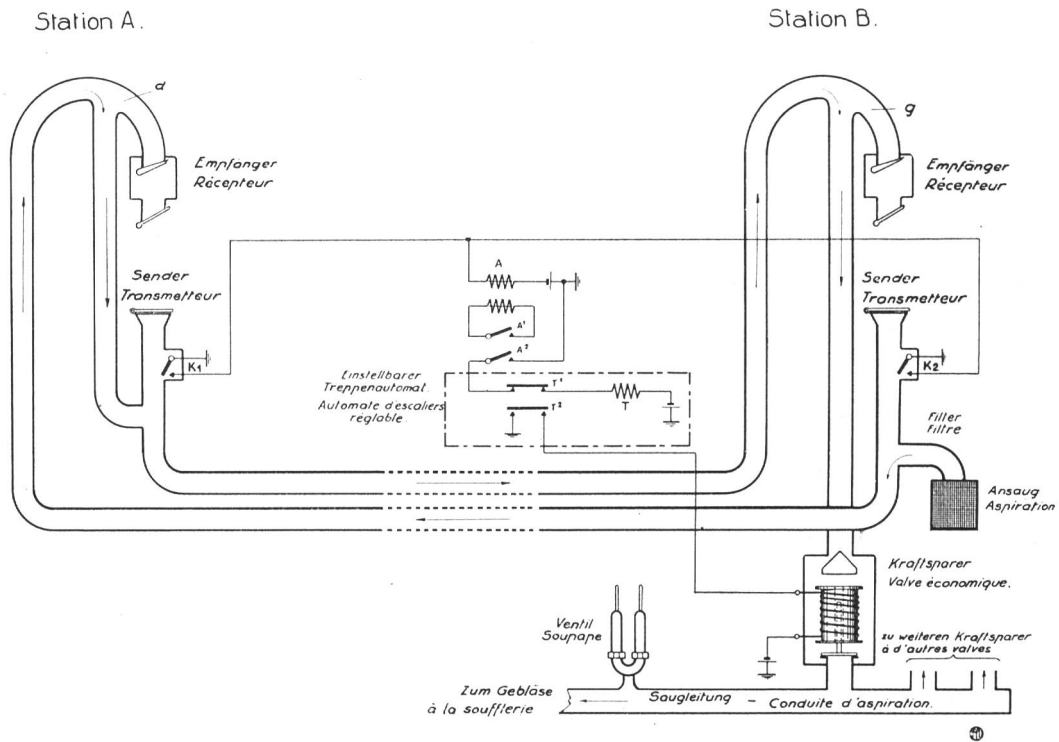 Station A.
Station B.
d
g
Empfänger
Récepteur
Empfänger
Récepteur
A
Sender
Transmetteur
Sender
Transmetteur
A¹
A²
K1
K2
Einstellbarer
Treppenautomat.
Automate d'escaliers
réglable.
T¹
T
T²
Filter
Filtre
Ansaug
Aspiration
Kraftsparer
Valve économique.
Ventil
Soupape
zu weiteren Kraftsparer
à d'autres valves
Zum Gebläse
à la soufflerie
Saugleitung – Conduite d'aspiration.